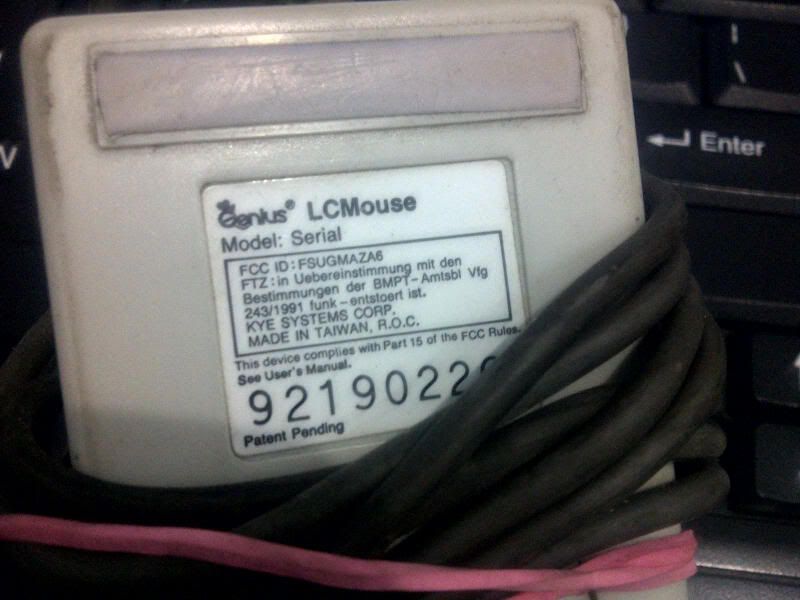 Genius® LCMouse
Model: Serial
FCC ID: FSUGMAZA6
FTZ: in Uebereinstimmung mit den
Bestimmungen der BMPT-Amtsbl Vfg
243/1991 funk-entstoert ist.
KYE SYSTEMS CORP.
MADE IN TAIWAN, R.O.C.
This device complies with Part 15 of the FCC Rules.
See User's Manual.
9219022
Patent Pending
Enter
V